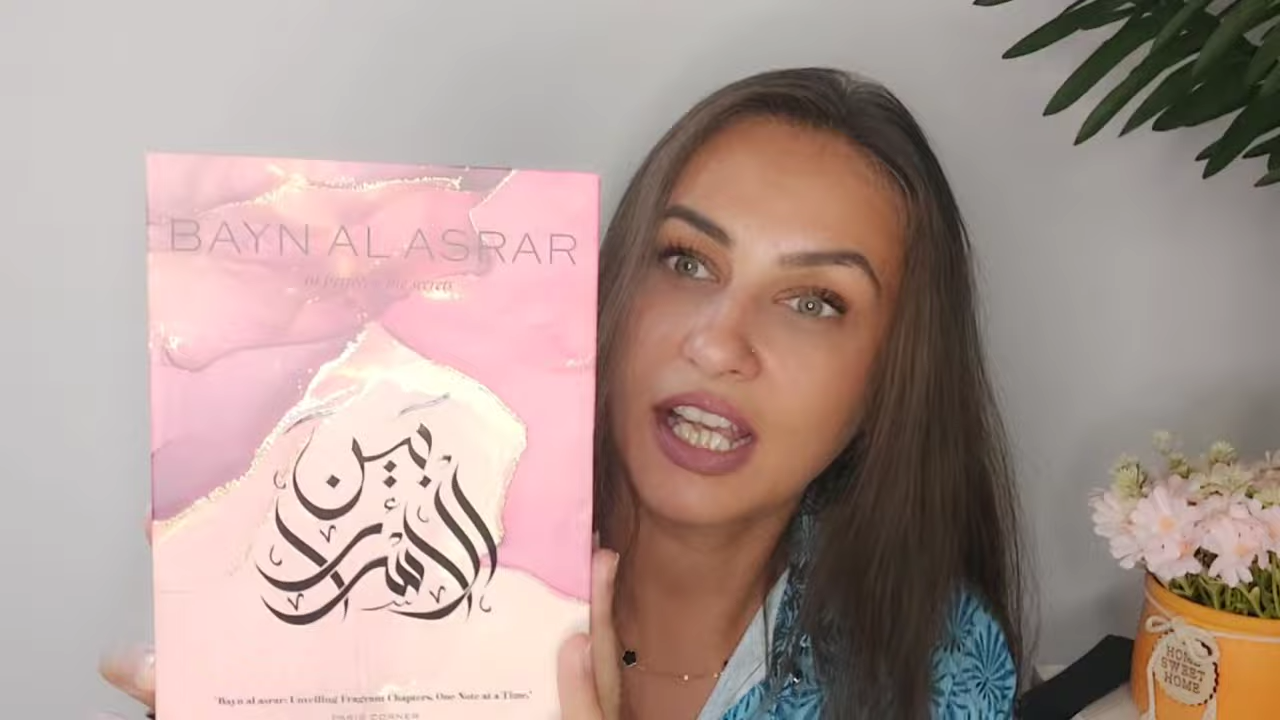 BAYN AL ASRAR
بين
الأسرار
"Bayn al asrar: Unveiling Fragrant Chapters, One Note at a Time."
PARIS CORNER
HOME
SWEET
HOME